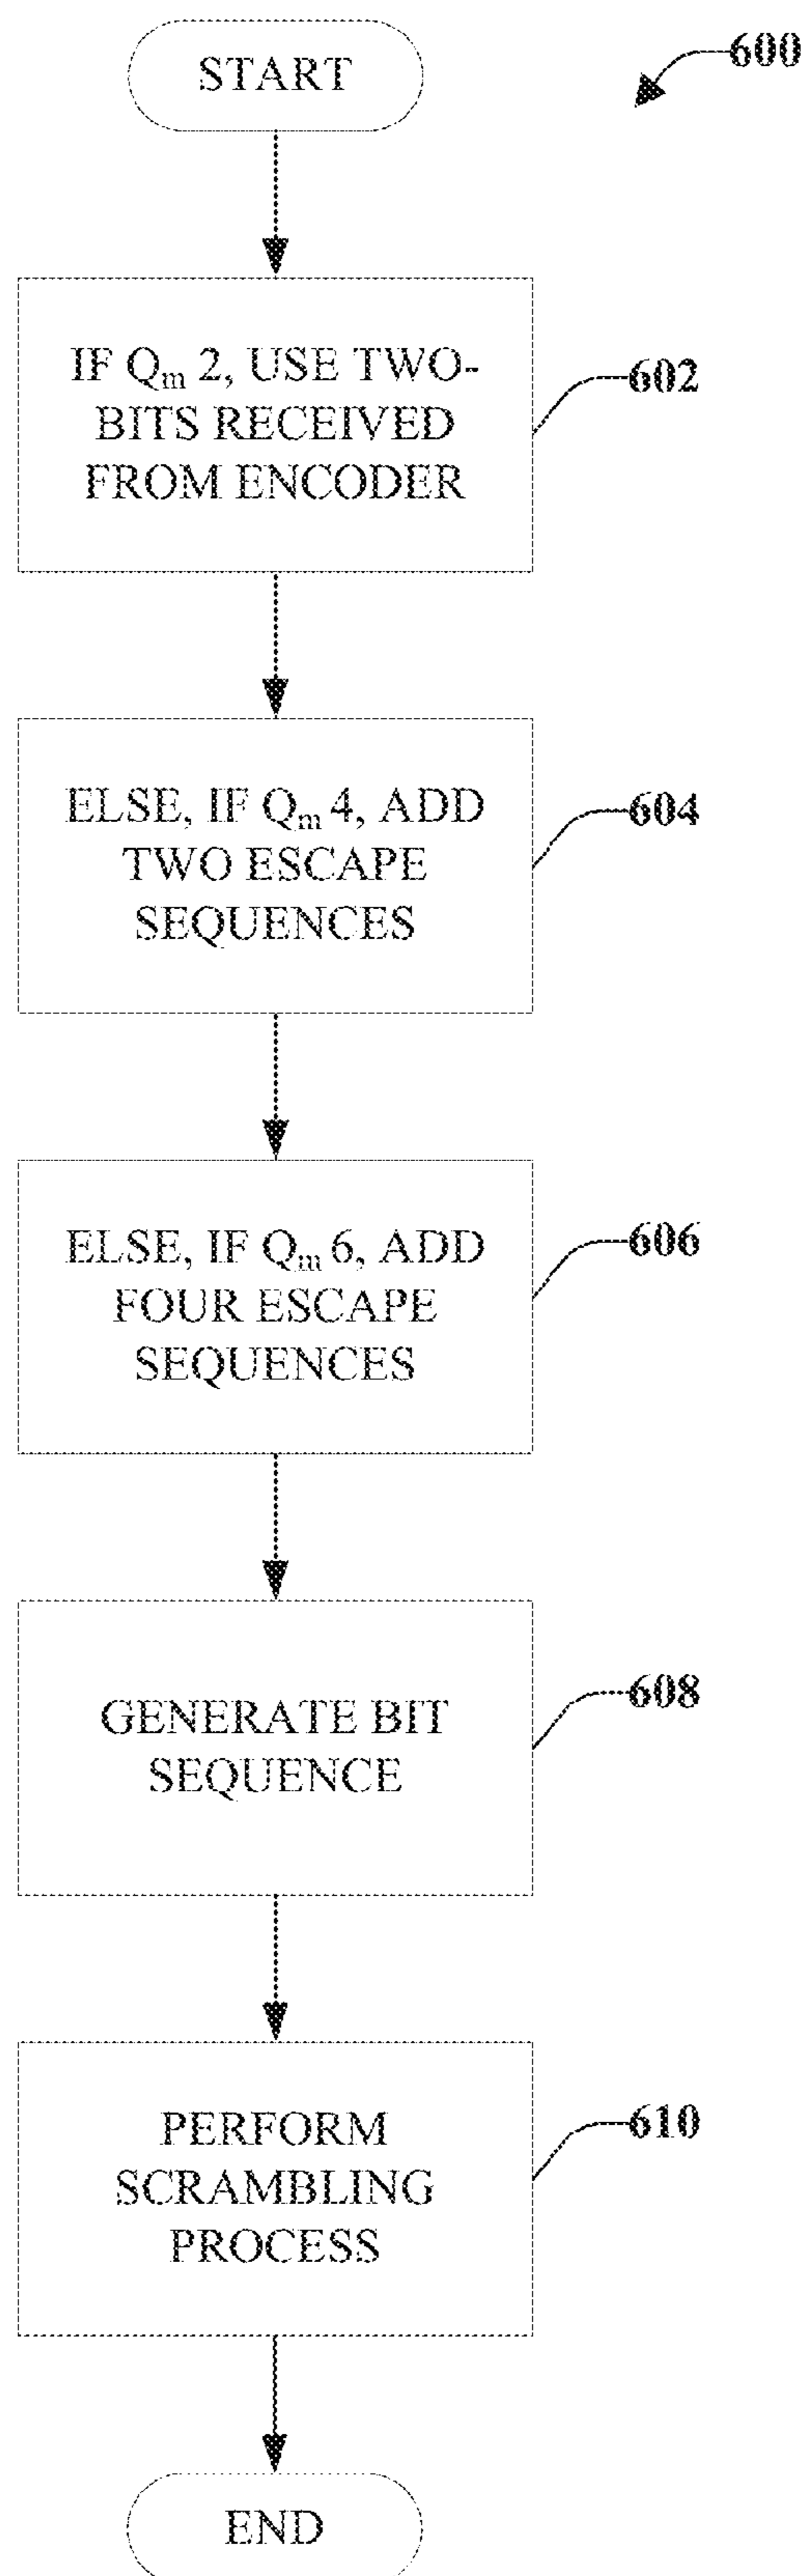 START
600
IF Qm 2, USE TWO-
BITS RECEIVED
FROM ENCODER
602
ELSE, IF Qm 4, ADD
TWO ESCAPE
SEQUENCES
604
ELSE, IF Qm 6, ADD
FOUR ESCAPE
SEQUENCES
606
GENERATE BIT
SEQUENCE
608
PERFORM
SCRAMBLING
PROCESS
610
END